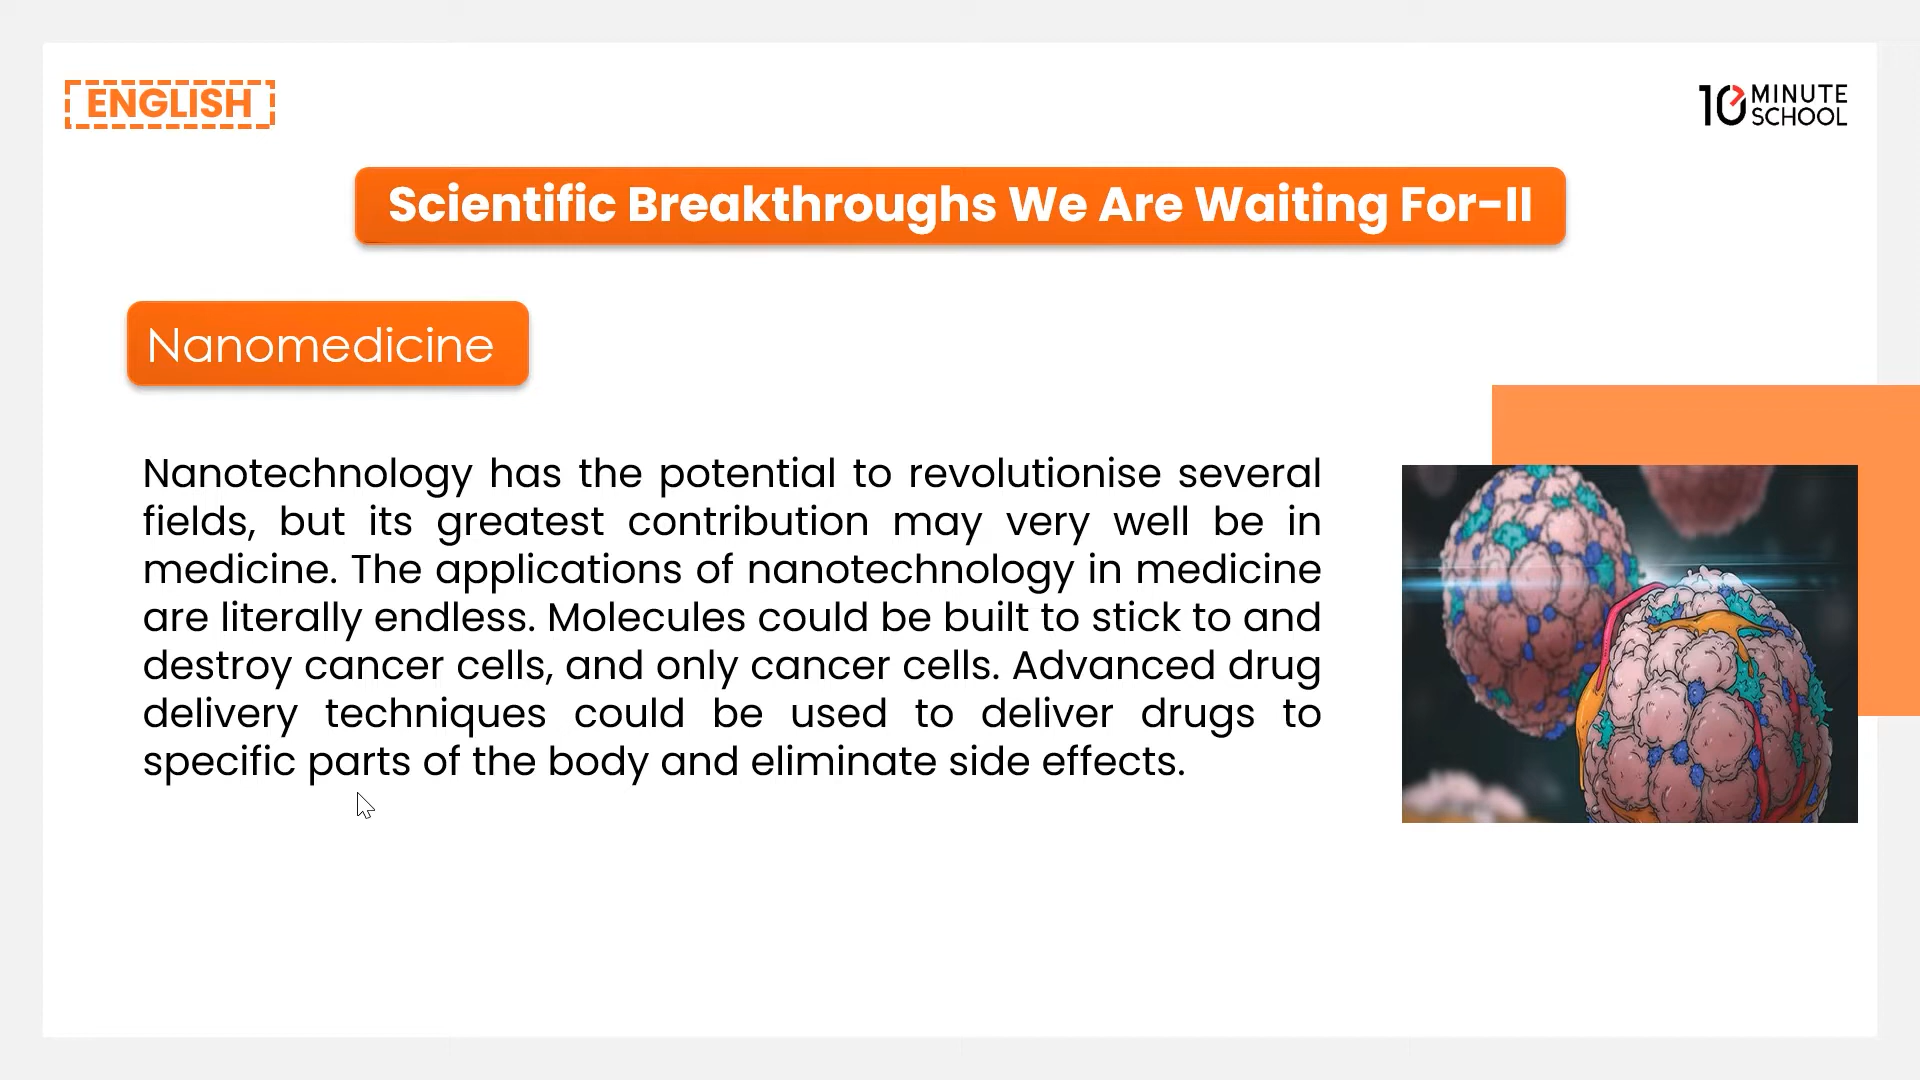 ENGLISH
10 MINUTE
SCHOOL
Scientific Breakthroughs We Are Waiting For-II
Nanomedicine
Nanotechnology has the potential to revolutionise several
fields, but its greatest contribution may very well be in
medicine. The applications of nanotechnology in medicine
are literally endless. Molecules could be built to stick to and
destroy cancer cells, and only cancer cells. Advanced drug
delivery techniques could be used to deliver drugs to
specific parts of the body and eliminate side effects.